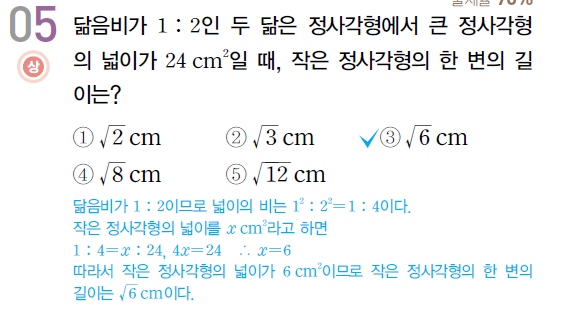 05
상
닮음비가 1 : 2인 두 닮은 정사각형에서 큰 정사각형
의 넓이가 24 cm²일 때, 작은 정사각형의 한 변의 길
이는?
① √2 cm ② √3 cm ③ √6 cm
④ √8 cm ⑤ √12 cm
닮음비가 1 : 2이므로 넓이의 비는 1² : 2²=1 : 4이다.
작은 정사각형의 넓이를 x cm²라고 하면
1 : 4=x : 24, 4x=24 ∴ x=6
따라서 작은 정사각형의 넓이가 6 cm²이므로 작은 정사각형의 한 변의
길이는 √6 cm이다.